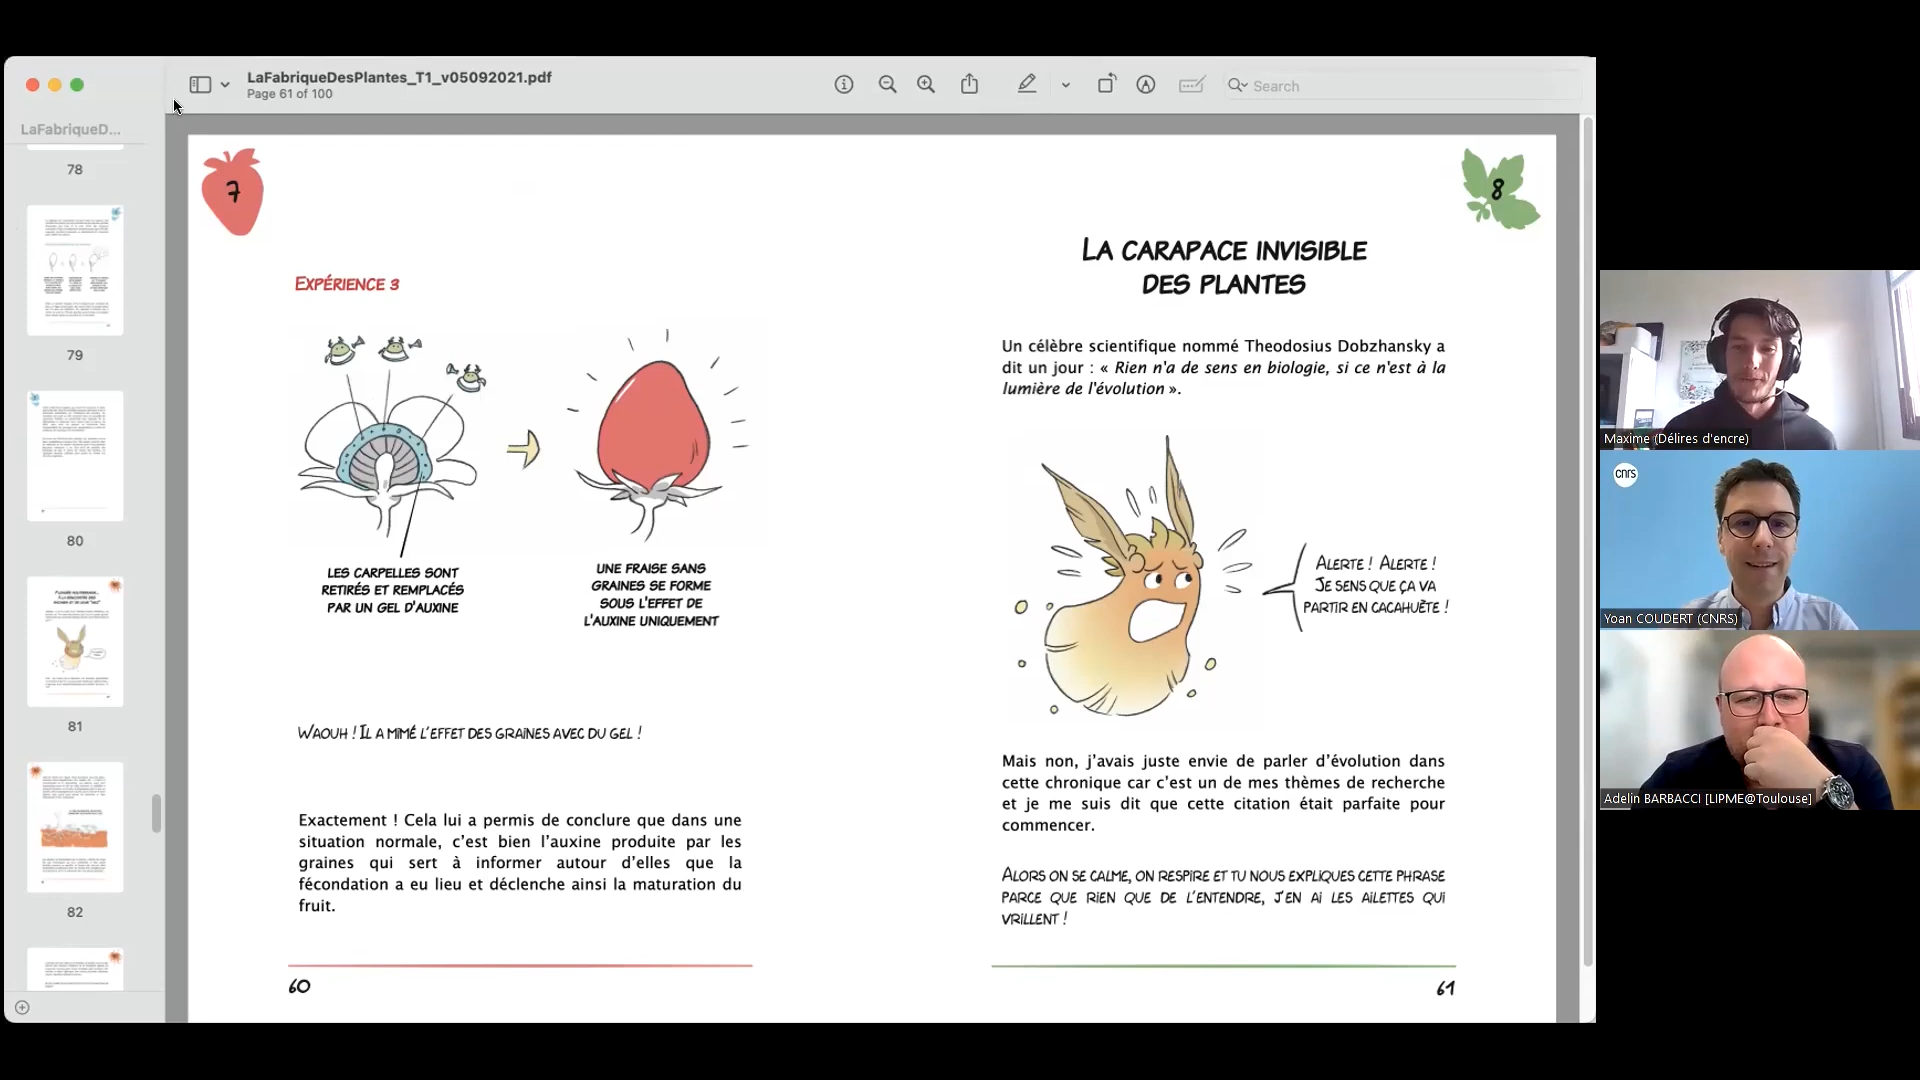 LaFabriqueDesPlantes_T1_v05092021.pdf
Page 61 of 100
Search
LaFabriqueD...
78
79
80
81
82
7
Expérience 3
Les carpelles sont
retirés et remplacés
par un gel d'auxine
Une fraise sans
graines se forme
sous l'effet de
l'auxine uniquement
Waouh ! Il a mimé l'effet des graines avec du gel !
Exactement ! Cela lui a permis de conclure que dans une
situation normale, c'est bien l'auxine produite par les
graines qui sert à informer autour d'elles que la
fécondation a eu lieu et déclenche ainsi la maturation du
fruit.
60
8
La carapace invisible
des plantes
Un célèbre scientifique nommé Theodosius Dobzhansky a
dit un jour : « Rien n'a de sens en biologie, si ce n'est à la
lumière de l'évolution ».
Alerte ! Alerte !
Je sens que ça va
partir en cacahuète !
Mais non, j'avais juste envie de parler d'évolution dans
cette chronique car c'est un de mes thèmes de recherche
et je me suis dit que cette citation était parfaite pour
commencer.
Alors on se calme, on respire et tu nous expliques cette phrase
parce que rien que de l'entendre, j'en ai les ailettes qui
vrillent !
61
Maxime (Délires d'encre)
cnrs
Yoan COUDERT (CNRS)
Adelin BARBACCI [LIPME@Toulouse]